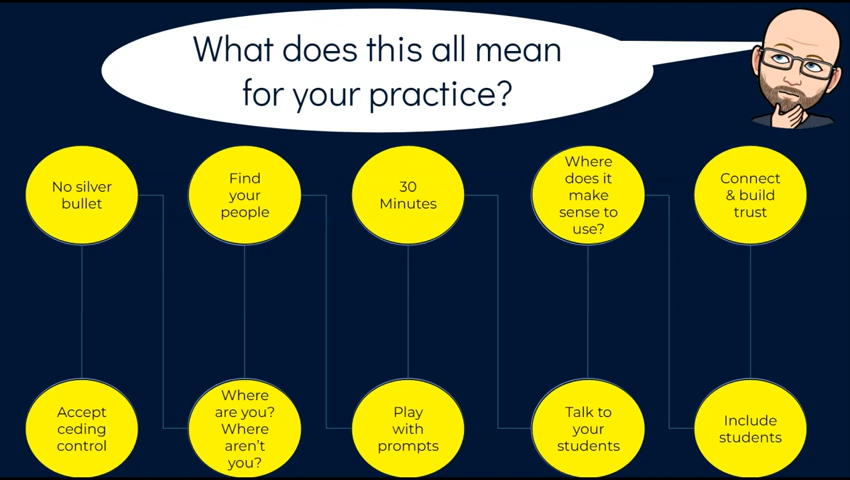 What does this all mean
for your practice?
No silver
bullet
Find
your
people
30
Minutes
Where
does it
make
sense to
use?
Connect
& build
trust
Accept
ceding
control
Where
are you?
Where
aren't
you?
Play
with
prompts
Talk to
your
students
Include
students